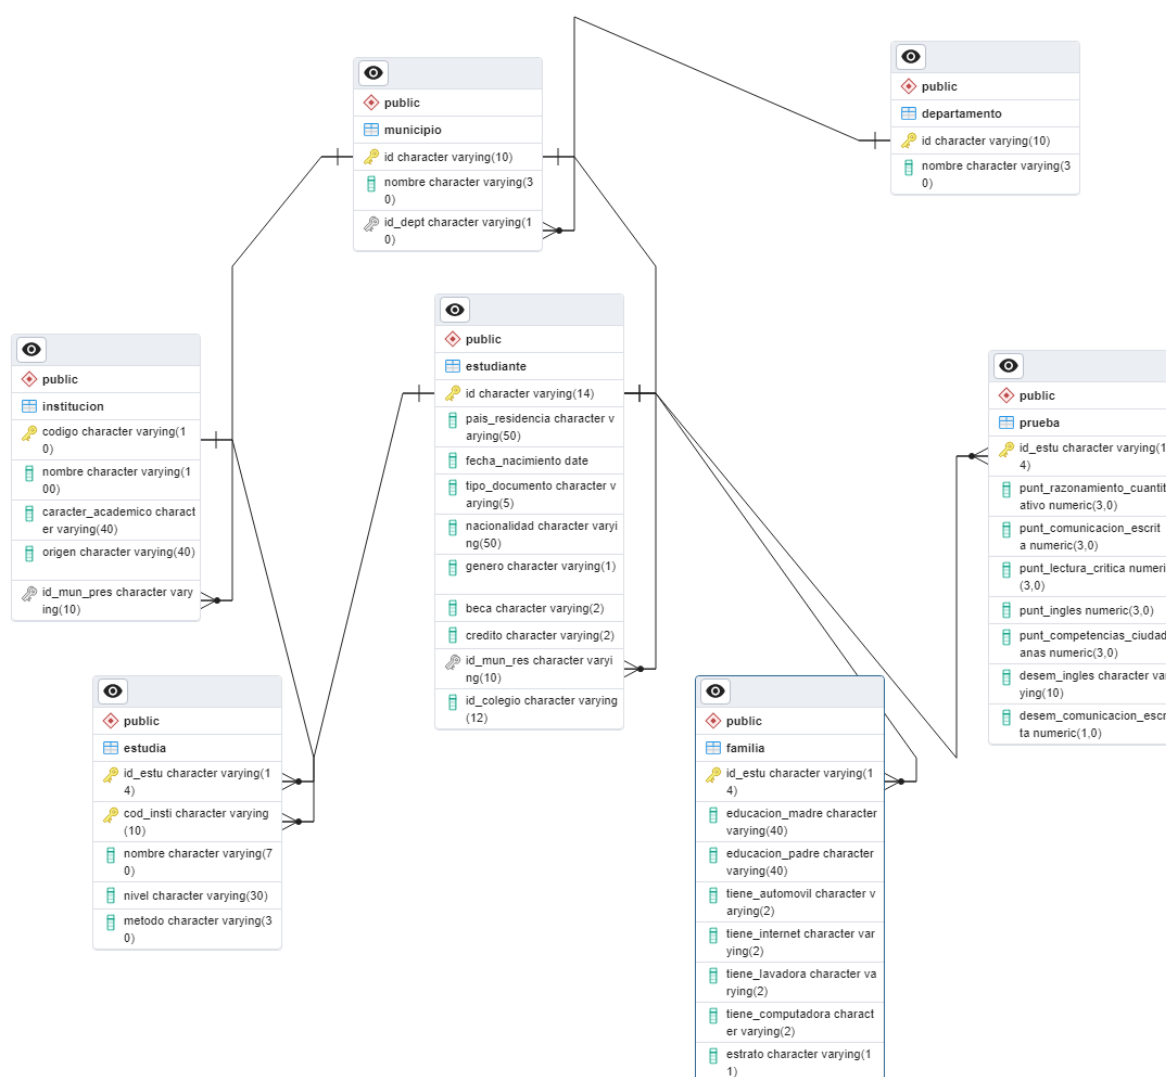 public
municipio
id character varying(10)
nombre character varying(3
0)
id_dept character varying(1
0)
public
departamento
id character varying(10)
nombre character varying(3
0)
public
institucion
codigo character varying(1
0)
nombre character varying(1
00)
caracter_academico charact
er varying(40)
origen character varying(40)
id_mun_pres character vary
ing(10)
public
estudiante
id character varying(14)
pais_residencia character v
arying(50)
fecha_nacimiento date
tipo_documento character v
arying(5)
nacionalidad character varyi
ng(50)
genero character varying(1)
beca character varying(2)
credito character varying(2)
id_mun_res character varyi
ng(10)
id_colegio character varying
(12)
public
prueba
id_estu character varying(1
4)
punt_razonamiento_cuantit
ativo numeric(3,0)
punt_comunicacion_escrit
a numeric(3,0)
punt_lectura_critica numeri
(3,0)
punt_ingles numeric(3,0)
punt_competencias_ciudad
anas numeric(3,0)
desem_ingles character va
ying(10)
desem_comunicacion_escr
ta numeric(1,0)
public
estudia
id_estu character varying(1
4)
cod_insti character varying
(10)
nombre character varying(7
0)
nivel character varying(30)
metodo character varying(3
0)
public
familia
id_estu character varying(1
4)
educacion_madre character
varying(40)
educacion_padre character
varying(40)
tiene_automovil character v
arying(2)
tiene_internet character var
ying(2)
tiene_lavadora character va
rying(2)
tiene_computadora charact
er varying(2)
estrato character varying(1
1)